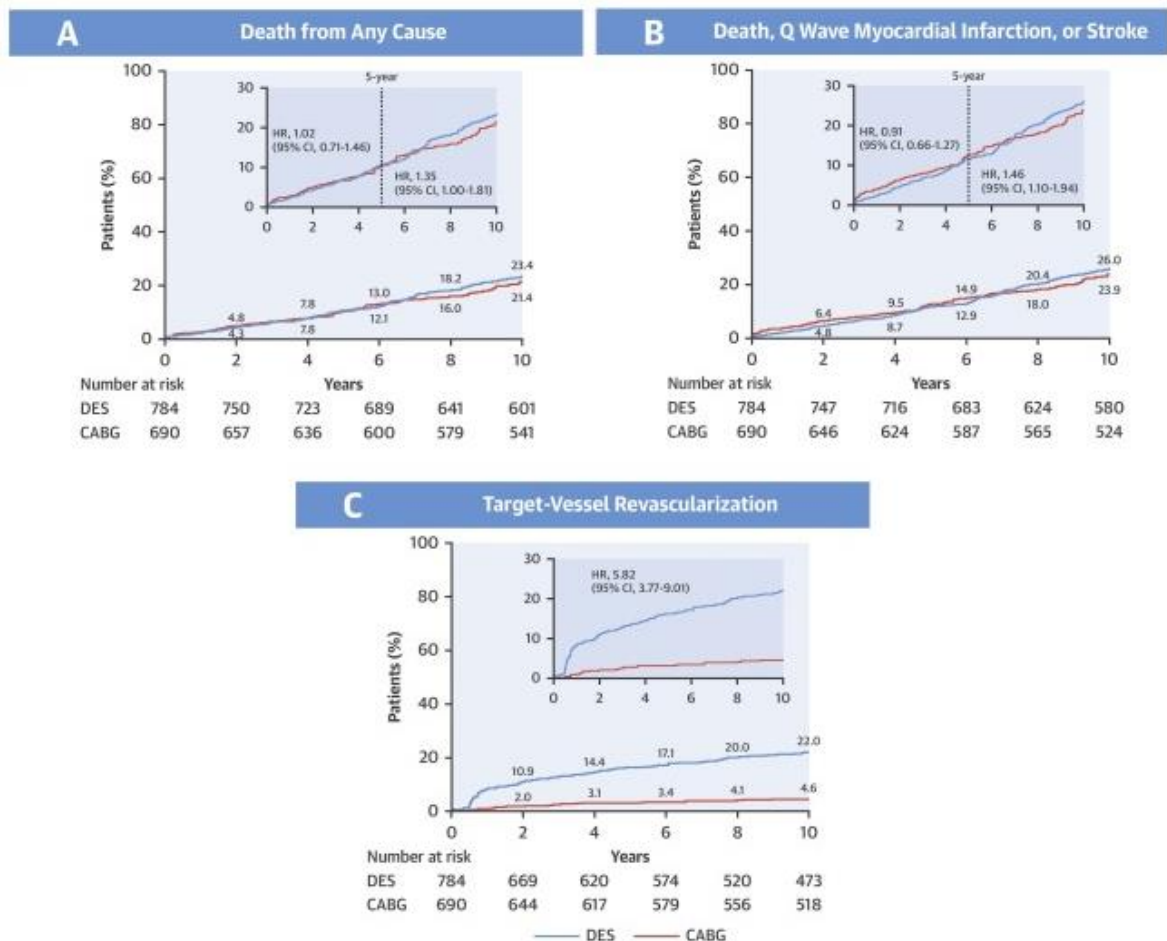 A Death from Any Cause
Patients (%)
100
80
60
40
20
0
30
20
10
0
5-year
HR, 1.02
(95% CI, 0.71-1.46)
HR, 1.35
(95% CI, 1.00-1.81)
0 2 4 6 8 10
4.8 7.8 13.0 18.2 23.4
4.3 7.8 12.1 16.0 21.4
0 2 4 6 8 10
Number at risk Years
DES 784 750 723 689 641 601
CABG 690 657 636 600 579 541
B Death, Q Wave Myocardial Infarction, or Stroke
Patients (%)
100
80
60
40
20
0
30
20
10
0
5-year
HR, 0.91
(95% CI, 0.66-1.27)
HR, 1.46
(95% CI, 1.10-1.94)
0 2 4 6 8 10
6.4 9.5 14.9 20.4 26.0
4.8 8.7 12.9 18.0 23.9
0 2 4 6 8 10
Number at risk Years
DES 784 747 716 683 624 580
CABG 690 646 624 587 565 524
C Target-Vessel Revascularization
Patients (%)
100
80
60
40
20
0
30
20
10
0
HR, 5.82
(95% CI, 3.77-9.01)
0 2 4 6 8 10
10.9 14.4 17.1 20.0 22.0
2.0 3.1 3.4 4.1 4.6
0 2 4 6 8 10
Number at risk Years
DES 784 669 620 574 520 473
CABG 690 644 617 579 556 518
DES CABG